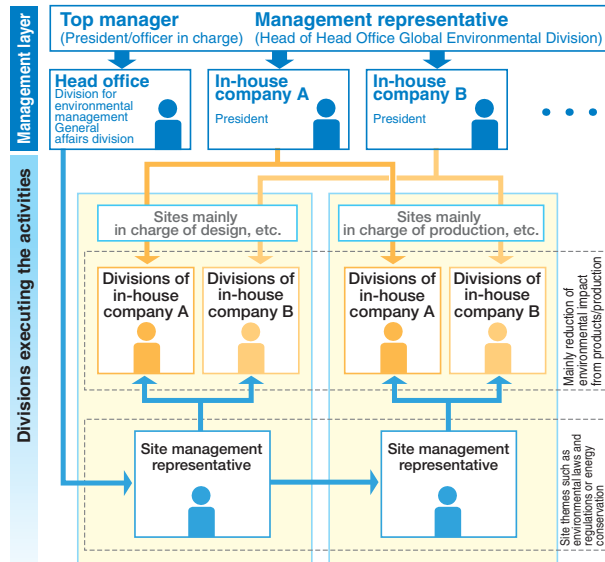 Management layer
Top manager
(President/officer in charge)
Management representative
(Head of Head Office Global Environmental Division)
Head office
Division for
environmental
management
General
affairs division
In-house
company A
President
In-house
company B
President
Divisions executing the activities
Sites mainly
in charge of design, etc.
Sites mainly
in charge of production, etc.
Divisions of
in-house
company A
Divisions of
in-house
company B
Divisions of
in-house
company A
Divisions of
in-house
company B
Mainly reduction of
environmental impact
from products/production
Site management
representative
Site management
representative
Site themes such as
environmental laws and
regulations or energy
conservation